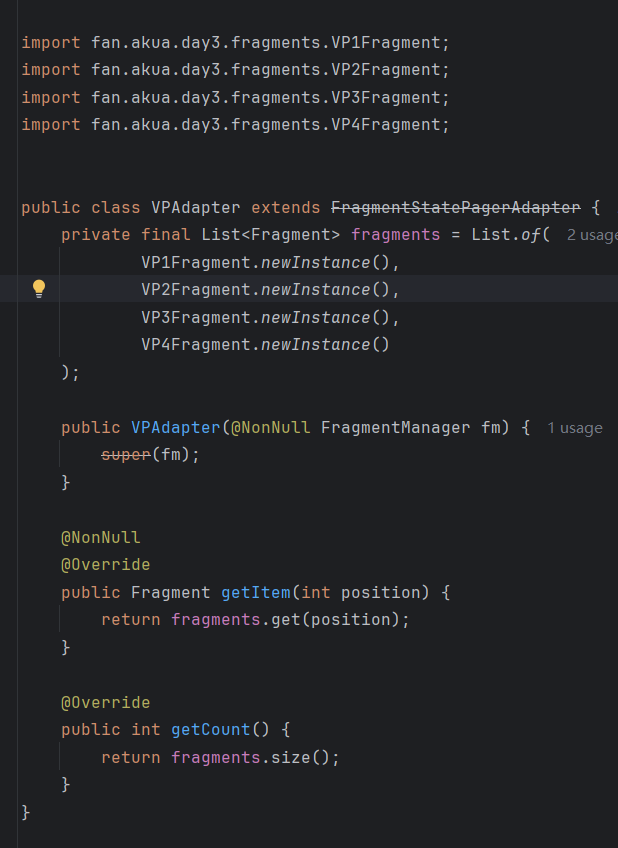 import fan.akua.day3.fragments.VP1Fragment;
import fan.akua.day3.fragments.VP2Fragment;
import fan.akua.day3.fragments.VP3Fragment;
import fan.akua.day3.fragments.VP4Fragment;
public class VPAdapter extends FragmentStatePagerAdapter {
    private final List<Fragment> fragments = List.of( 2 usage
            VP1Fragment.newInstance(),
            VP2Fragment.newInstance(),
            VP3Fragment.newInstance(),
            VP4Fragment.newInstance()
    );
    public VPAdapter(@NonNull FragmentManager fm) { 1 usage
        super(fm);
    }
    @NonNull
    @Override
    public Fragment getItem(int position) {
        return fragments.get(position);
    }
    @Override
    public int getCount() {
        return fragments.size();
    }
}